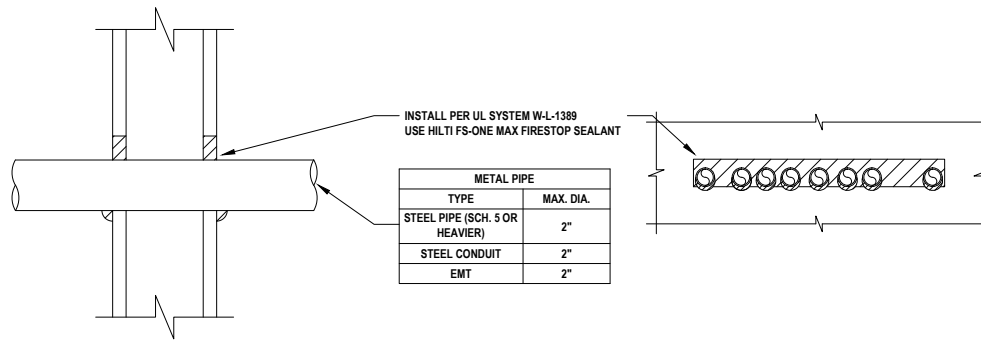 INSTALL PER UL SYSTEM W-L-1389
USE HILTI FS-ONE MAX FIRESTOP SEALANT
METAL PIPE
TYPE MAX. DIA.
STEEL PIPE (SCH. 5 OR
HEAVIER) 2"
STEEL CONDUIT 2"
EMT 2"